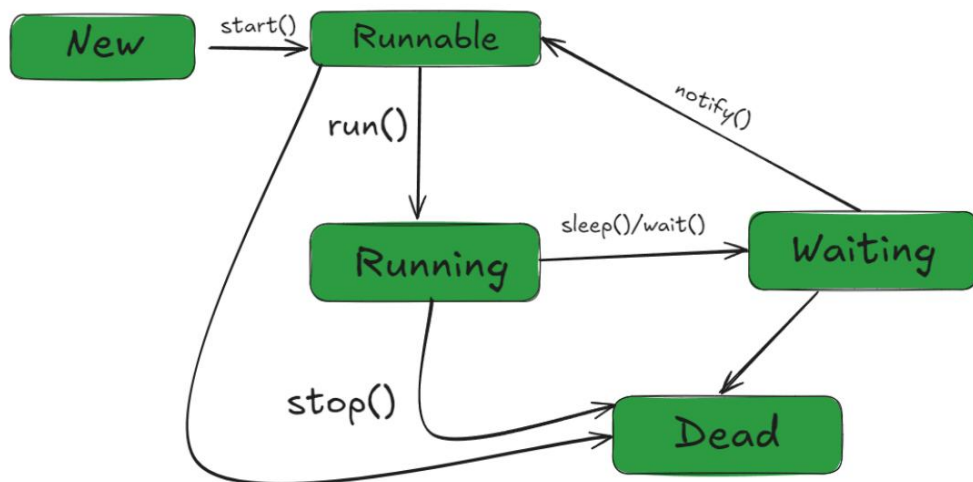 New
start()
Runnable
run()
notify()
Running
sleep()/wait()
Waiting
stop()
Dead